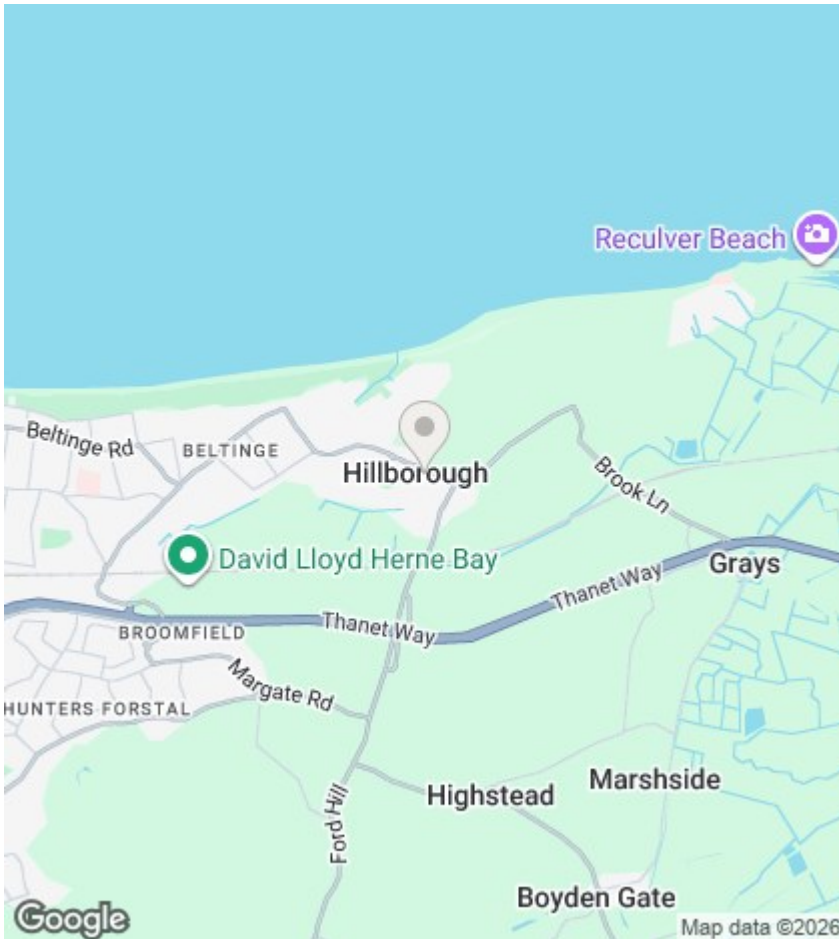 Reculver Beach
Beltinge Rd
BELTINGE
Hillborough
Brook Ln
David Lloyd Herne Bay
Grays
Thanet Way
Thanet Way
BROOMFIELD
Margate Rd
HUNTERS FORSTAL
Ford Hill
Highstead
Marshside
Boyden Gate
Google
Map data ©2026